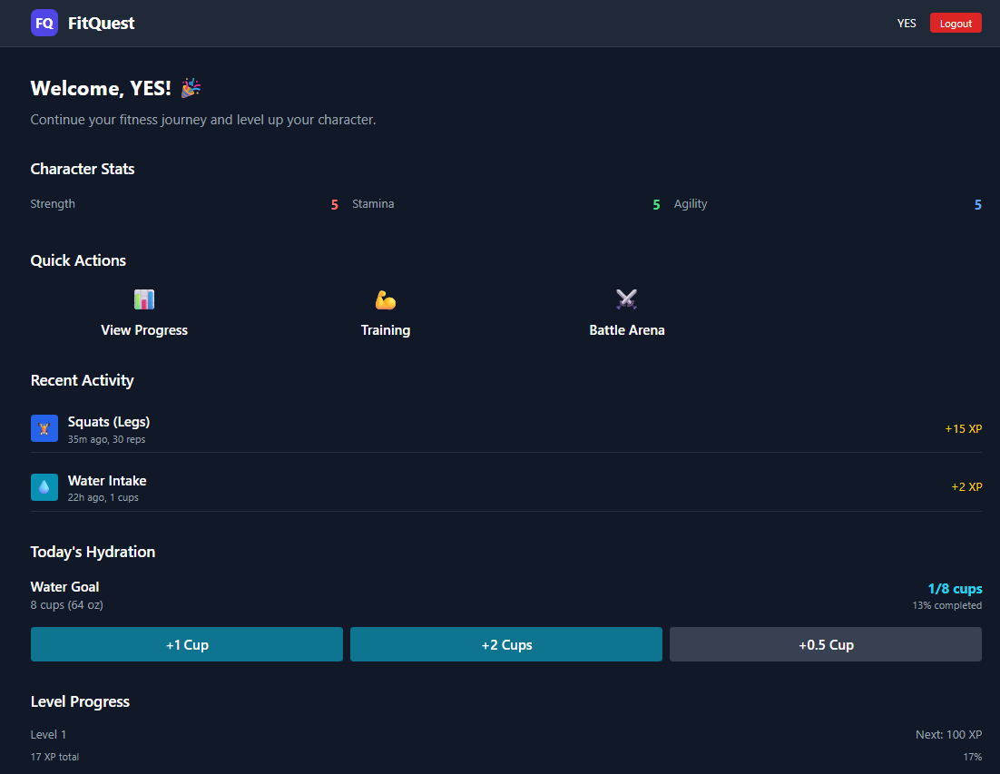 FQ FitQuest YES Logout
Welcome, YES! 🎉
Continue your fitness journey and level up your character.
Character Stats
Strength 5 Stamina 5 Agility 5
Quick Actions
View Progress Training Battle Arena
Recent Activity
Squats (Legs)
35m ago, 30 reps
+15 XP
Water Intake
22h ago, 1 cups
+2 XP
Today's Hydration
Water Goal
8 cups (64 oz)
1/8 cups
13% completed
+1 Cup +2 Cups +0.5 Cup
Level Progress
Level 1 Next: 100 XP
17 XP total 17%